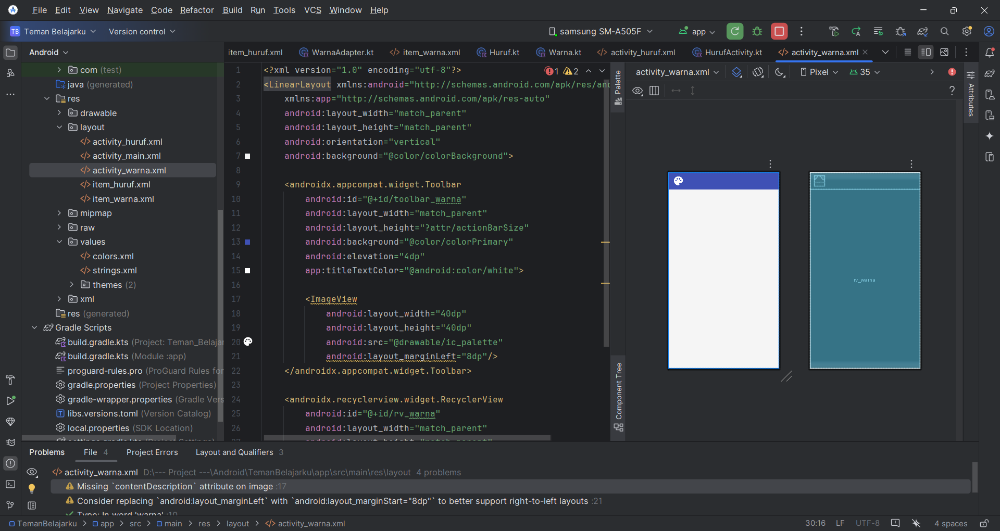 File Edit View Navigate Code Refactor Build Run Tools VCS Window Help
TB Teman Belajarku Version control samsung SM-A505F app
Android
item_huruf.xml WarnaAdapter.kt item_warna.xml Huruf.kt Warna.kt activity_huruf.xml HurufActivity.kt activity_warna.xml
com (test)
java (generated)
res
drawable
layout
activity_huruf.xml
activity_main.xml
activity_warna.xml
item_huruf.xml
item_warna.xml
mipmap
raw
values
colors.xml
strings.xml
themes (2)
xml
res (generated)
Gradle Scripts
build.gradle.kts (Project: Teman_Belajar
build.gradle.kts (Module :app)
proguard-rules.pro (ProGuard Rules for
gradle.properties (Project Properties)
gradle-wrapper.properties (Gradle Vers
libs.versions.toml (Version Catalog)
local.properties (SDK Location)
1 <?xml version="1.0" encoding="utf-8"?>
1 2
2 <LinearLayout xmlns:android="http://schemas.android.com/apk/res/and
3 xmlns:app="http://schemas.android.com/apk/res-auto"
4 android:layout_width="match_parent"
5 android:layout_height="match_parent"
6 android:orientation="vertical"
7 android:background="@color/colorBackground">
8
9 <androidx.appcompat.widget.Toolbar
10 android:id="@+id/toolbar_warna"
11 android:layout_width="match_parent"
12 android:layout_height="?attr/actionBarSize"
13 android:background="@color/colorPrimary"
14 android:elevation="4dp"
15 app:titleTextColor="@android:color/white">
16
17 <ImageView
18 android:layout_width="40dp"
19 android:layout_height="40dp"
20 android:src="@drawable/ic_palette"
21 android:layout_marginLeft="8dp"/>
22 </androidx.appcompat.widget.Toolbar>
23
24 <androidx.recyclerview.widget.RecyclerView
25 android:id="@+id/rv_warna"
26 android:layout_width="match_parent"
27 android:layout_height="match_parent"
Palette
Component Tree
activity_warna.xml Pixel 35
?
Attributes
rv_warna
Problems File 4 Project Errors Layout and Qualifiers 3
activity_warna.xml D:\--- Project ---\Android\TemanBelajarku\app\src\main\res\layout 4 problems
Missing `contentDescription` attribute on image :17
Consider replacing `android:layout_marginLeft` with `android:layout_marginStart="8dp"` to better support right-to-left layouts :21
Typo: In word 'warna' :10
TemanBelajarku app src main res layout activity_warna.xml 30:16 LF UTF-8 4 spaces